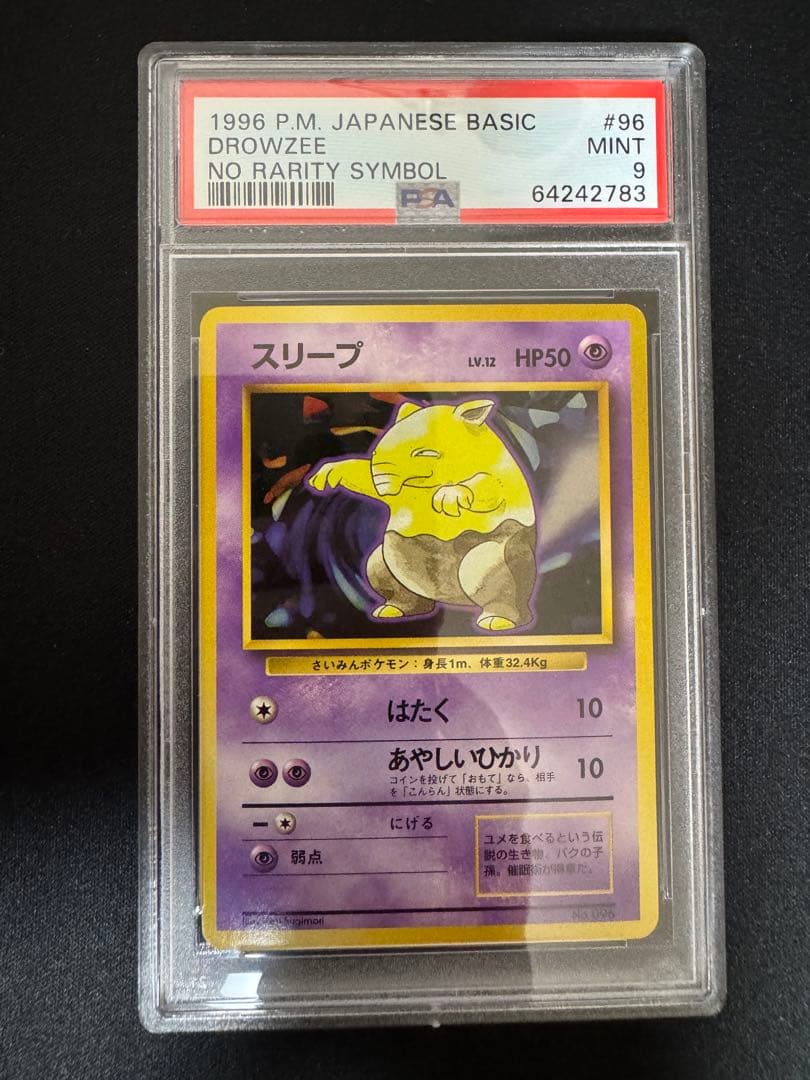 1996 P.M. JAPANESE BASIC #96
DROWZEE MINT
NO RARITY SYMBOL 9
PSA 64242783
スリープ LV.12 HP50
さいみんポケモン：身長1m、体重32.4Kg
はたく 10
あやしいひかり 10
コインを投げて「おもて」なら、相手
を「こんらん」状態にする。
にげる
弱点
ユメを食べるという伝
説の生き物、バクの子
孫。催眠術が得意だ。
Illus. Ken Sugimori No.096